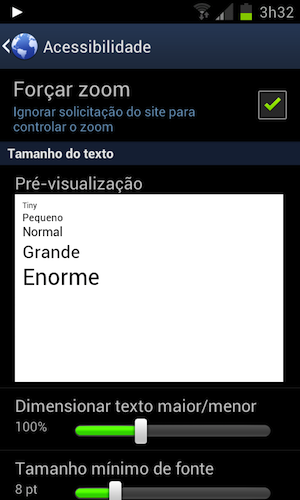 3h32
Acessibilidade
Forçar zoom
Ignorar solicitação do site para
controlar o zoom
Tamanho do texto
Pré-visualização
Tiny
Pequeno
Normal
Grande
Enorme
Dimensionar texto maior/menor
100%
Tamanho mínimo de fonte
8 pt